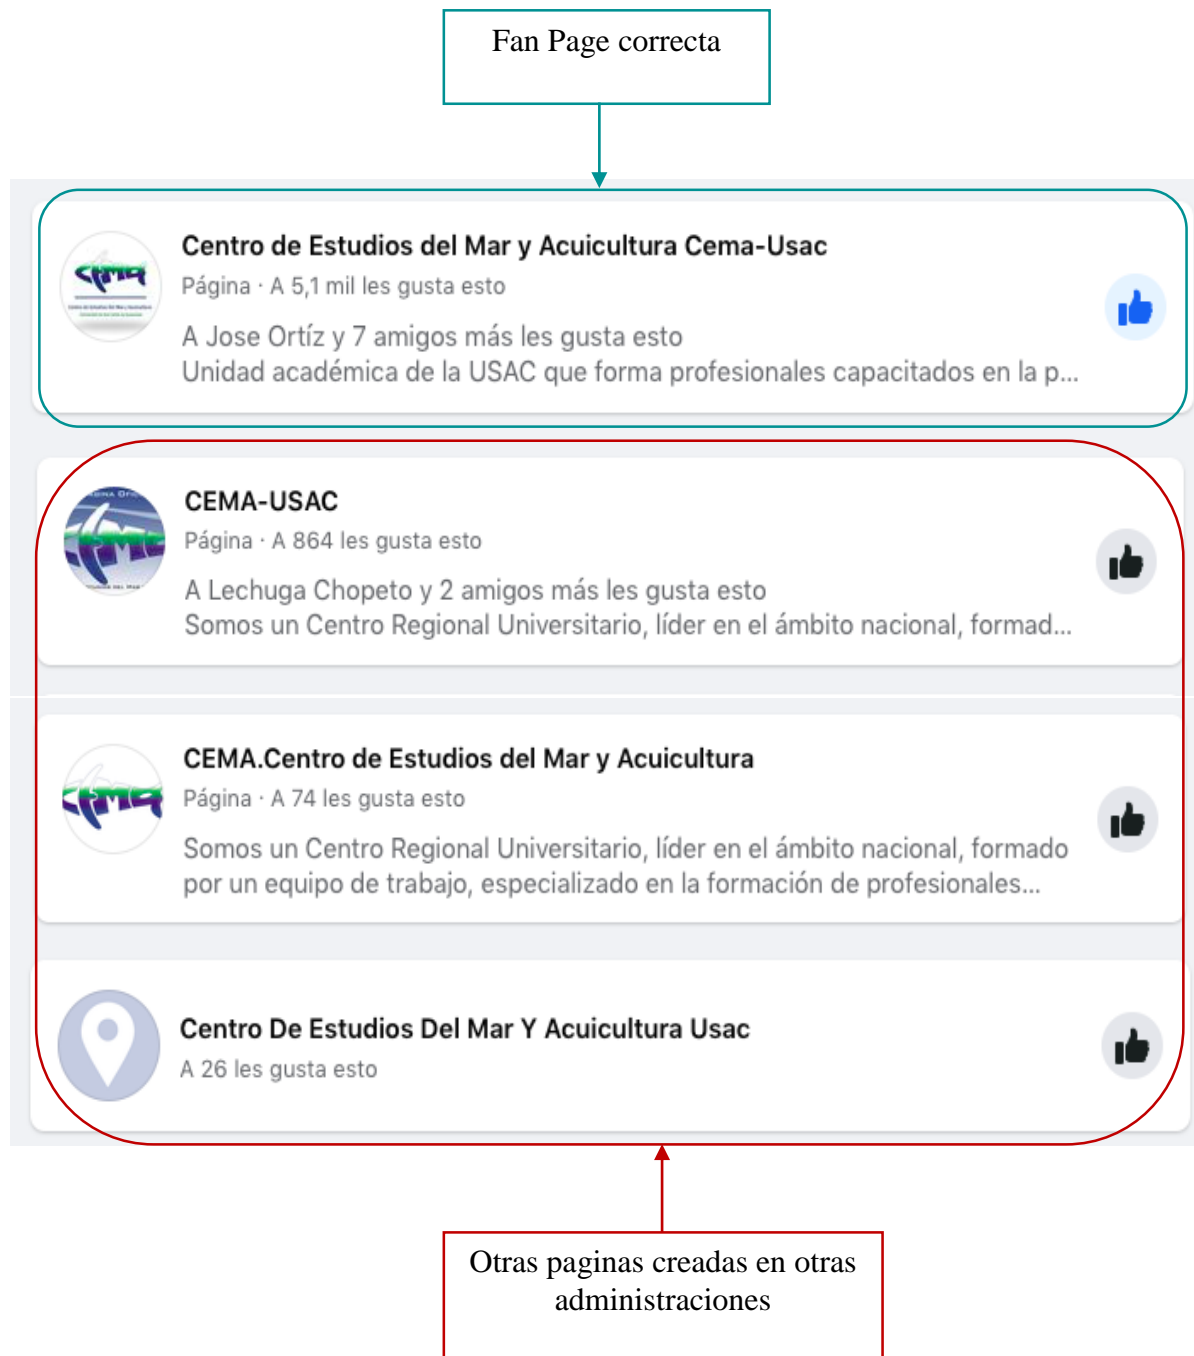 Fan Page correcta
Centro de Estudios del Mar y Acuicultura Cema-Usac
Página · A 5,1 mil les gusta esto
A Jose Ortíz y 7 amigos más les gusta esto
Unidad académica de la USAC que forma profesionales capacitados en la p...
CEMA-USAC
Página · A 864 les gusta esto
A Lechuga Chopeto y 2 amigos más les gusta esto
Somos un Centro Regional Universitario, líder en el ámbito nacional, formad...
CEMA.Centro de Estudios del Mar y Acuicultura
Página · A 74 les gusta esto
Somos un Centro Regional Universitario, líder en el ámbito nacional, formado
por un equipo de trabajo, especializado en la formación de profesionales...
Centro De Estudios Del Mar Y Acuicultura Usac
A 26 les gusta esto
Otras paginas creadas en otras
administraciones